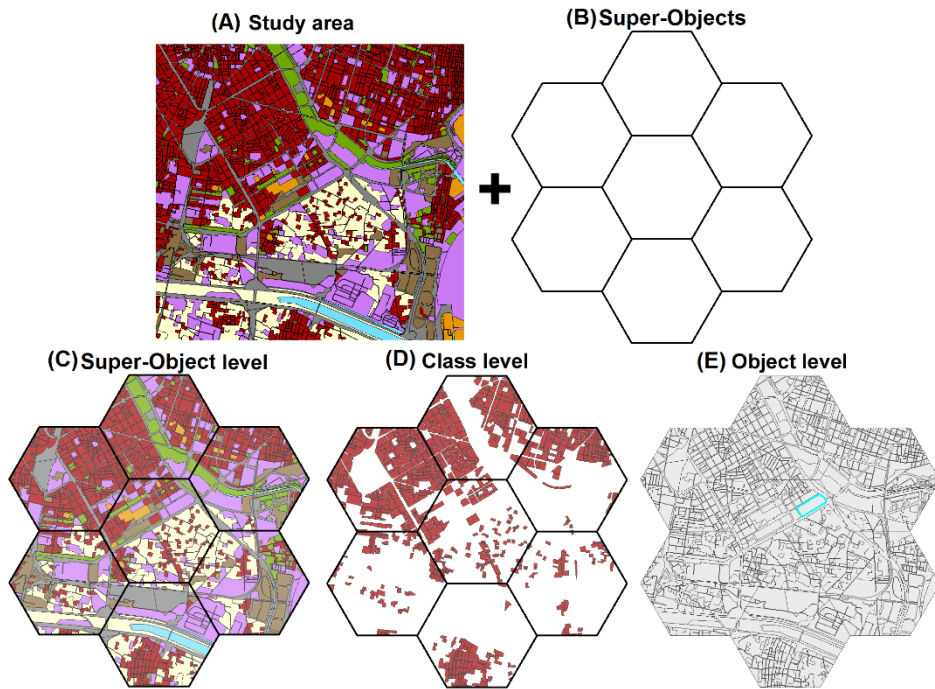 (A) Study area
(B) Super-Objects
(C) Super-Object level
(D) Class level
(E) Object level